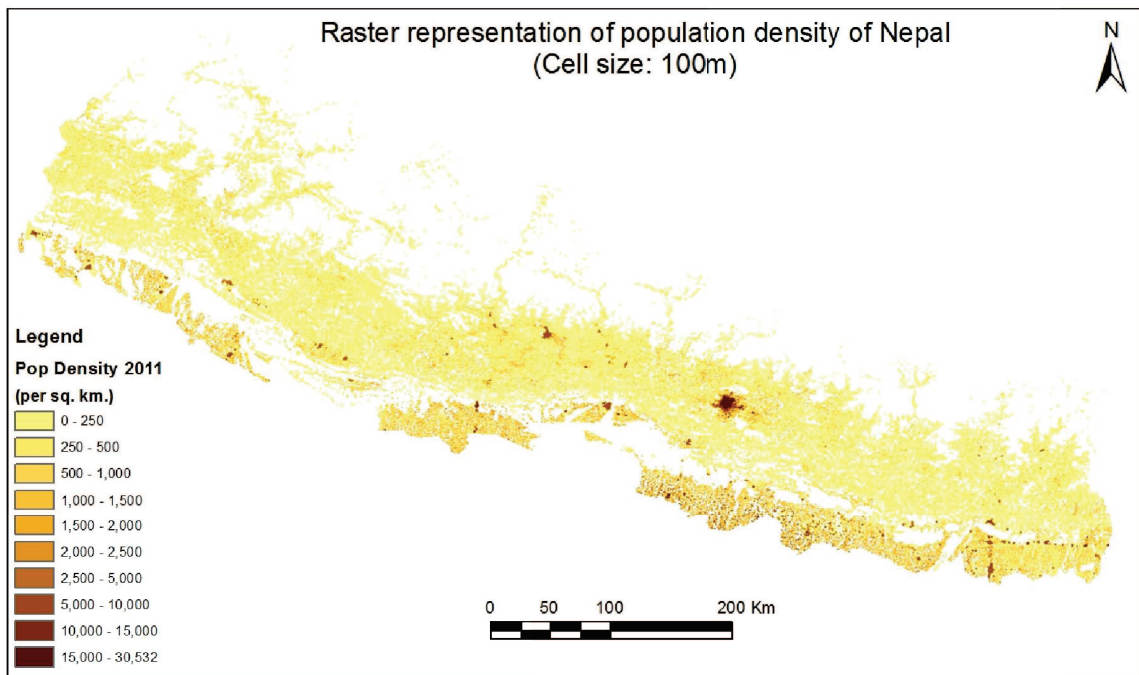 Raster representation of population density of Nepal
(Cell size: 100m)
N
Legend
Pop Density 2011
(per sq. km.)
0 - 250
250 - 500
500 - 1,000
1,000 - 1,500
1,500 - 2,000
2,000 - 2,500
2,500 - 5,000
5,000 - 10,000
10,000 - 15,000
15,000 - 30,532
0 50 100 200 Km